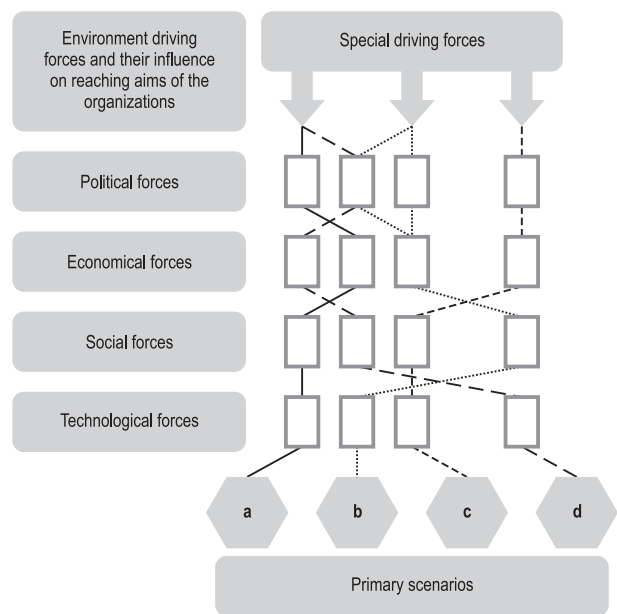 Environment driving
forces and their influence
on reaching aims of the
organizations
Special driving forces
Political forces
Economical forces
Social forces
Technological forces
a
b
c
d
Primary scenarios